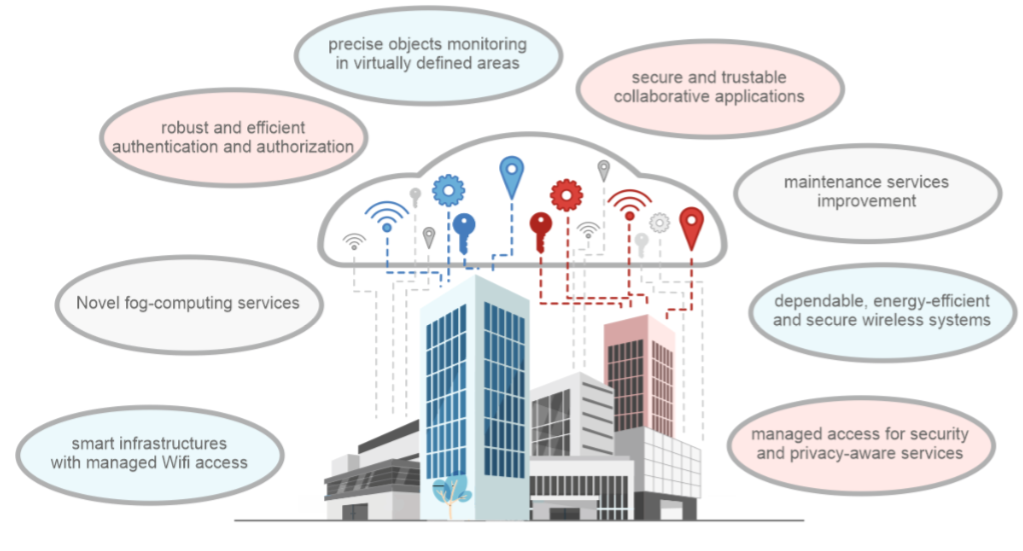 precise objects monitoring
in virtually defined areas
secure and trustable
collaborative applications
robust and efficient
authentication and authorization
maintenance services
improvement
Novel fog-computing services
dependable, energy-efficient
and secure wireless systems
smart infrastructures
with managed Wifi access
managed access for security
and privacy-aware services